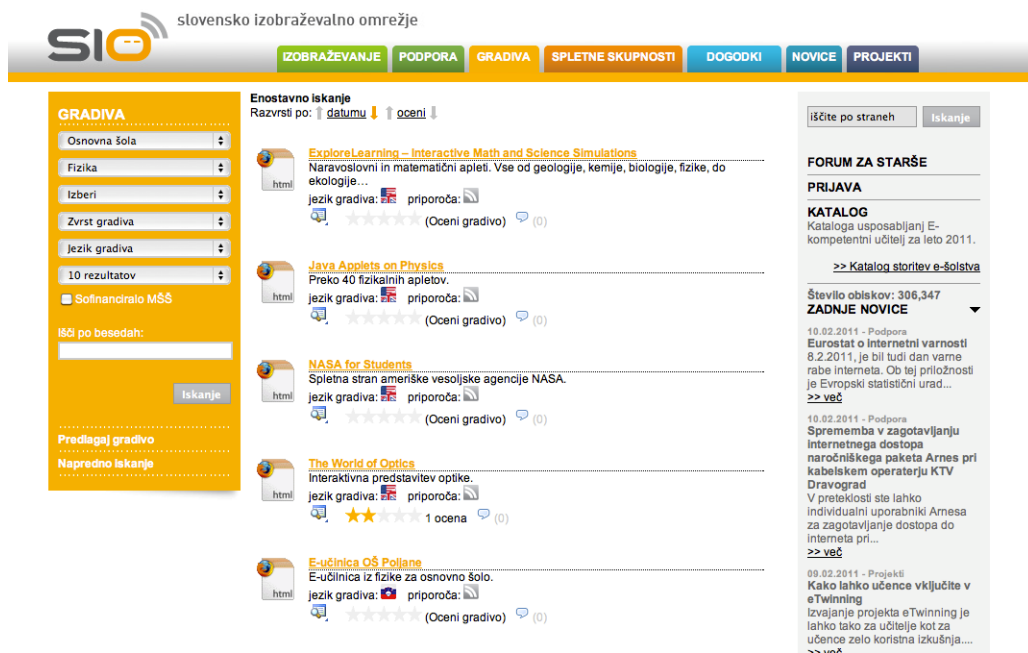 slovensko izobraževalno omrežje
SIO
IZOBRAŽEVANJE PODPORA GRADIVA SPLETNE SKUPNOSTI DOGODKI NOVICE PROJEKTI
GRADIVA
Osnovna šola
Fizika
Izberi
Zvrst gradiva
Jezik gradiva
10 rezultatov
Sofinanciralo MŠŠ
Išči po besedah:
Iskanje
Predlagaj gradivo
Napredno iskanje
Enostavno iskanje
Razvrsti po: datumu oceni
html
ExploreLearning – Interactive Math and Science Simulations
Naravoslovni in matematični apleti. Vse od geologije, kemije, biologije, fizike, do
ekologije…
jezik gradiva: priporoča:
(Oceni gradivo) (0)
html
Java Applets on Physics
Preko 40 fizikalnih apletov.
jezik gradiva: priporoča:
(Oceni gradivo) (0)
html
NASA for Students
Spletna stran ameriške vesoljske agencije NASA.
jezik gradiva: priporoča:
(Oceni gradivo) (0)
html
The World of Optics
Interaktivna predstavitev optike.
jezik gradiva: priporoča:
1 ocena (0)
html
E-učinica OŠ Poljane
E-učilnica iz fizike za osnovno šolo.
jezik gradiva: priporoča:
(Oceni gradivo) (0)
iščite po straneh Iskanje
FORUM ZA STARŠE
PRIJAVA
KATALOG
Kataloga usposabljanj E-
kompetentni učitelj za leto 2011.
>> Katalog storitev e-šolstva
Število obiskov: 306,347
ZADNJE NOVICE
10.02.2011 - Podpora
Eurostat o internetni varnosti
8.2.2011, je bil tudi dan varne
rabe interneta. Ob tej priložnosti
je Evropski statistični urad...
>> več
10.02.2011 - Podpora
Sprememba v zagotavljanju
internetnega dostopa
naročniškega paketa Arnes pri
kabelskem operaterju KTV
Dravograd
V preteklosti ste lahko
individualni uporabniki Arnesa
za zagotavljanje dostopa do
interneta pri...
>> več
09.02.2011 - Projekti
Kako lahko učence vključite v
eTwinning
Izvajanje projekta eTwinning je
lahko tako za učitelje kot za
učence zelo koristna izkušnja....
>> več